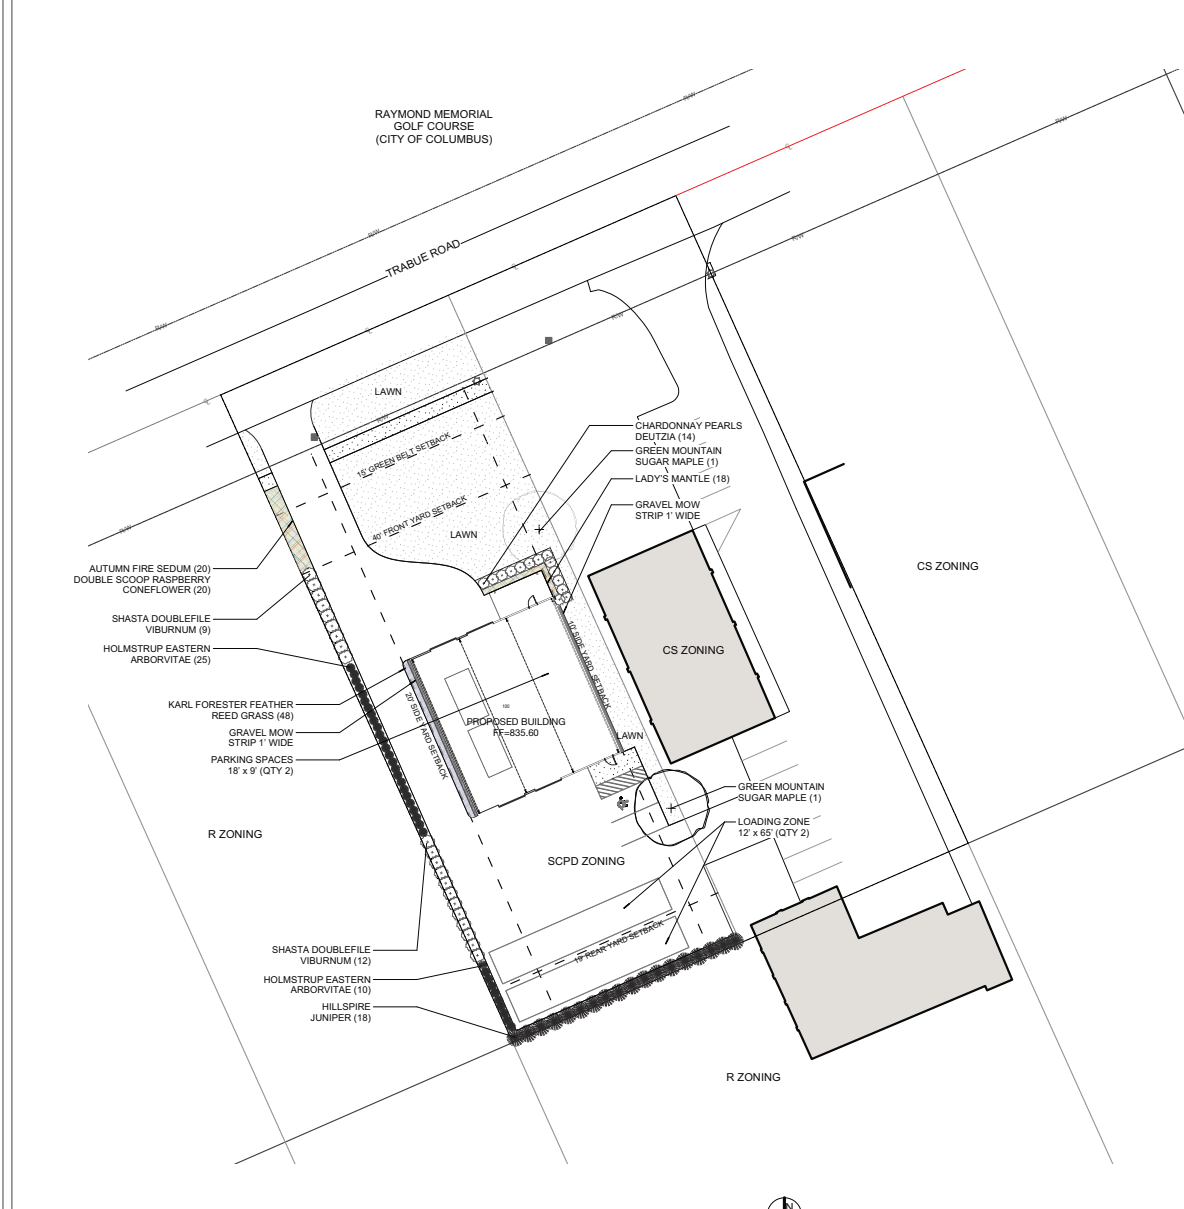 RAYMOND MEMORIAL
GOLF COURSE
(CITY OF COLUMBUS)
R/W
R/W
R/W
R/W
R/W
R/W
R/W
R/W
TRABUE ROAD
LAWN
15' GREEN BELT SETBACK
40' FRONT YARD SETBACK
LAWN
CHARDONNAY PEARLS
DEUTZIA (14)
GREEN MOUNTAIN
SUGAR MAPLE (1)
LADY'S MANTLE (18)
GRAVEL MOW
STRIP 1' WIDE
AUTUMN FIRE SEDUM (20)
DOUBLE SCOOP RASPBERRY
CONEFLOWER (20)
SHASTA DOUBLEFILE
VIBURNUM (9)
HOLMSTRUP EASTERN
ARBORVITAE (25)
KARL FORESTER FEATHER
REED GRASS (48)
GRAVEL MOW
STRIP 1' WIDE
PARKING SPACES
18' x 9' (QTY 2)
20' SIDE YARD SETBACK
10' SIDE YARD SETBACK
100
PROPOSED BUILDING
FF=835.60
LAWN
CS ZONING
CS ZONING
R ZONING
GREEN MOUNTAIN
SUGAR MAPLE (1)
LOADING ZONE
12' x 65' (QTY 2)
SCPD ZONING
SHASTA DOUBLEFILE
VIBURNUM (12)
HOLMSTRUP EASTERN
ARBORVITAE (10)
HILLSPIRE
JUNIPER (18)
R ZONING
N